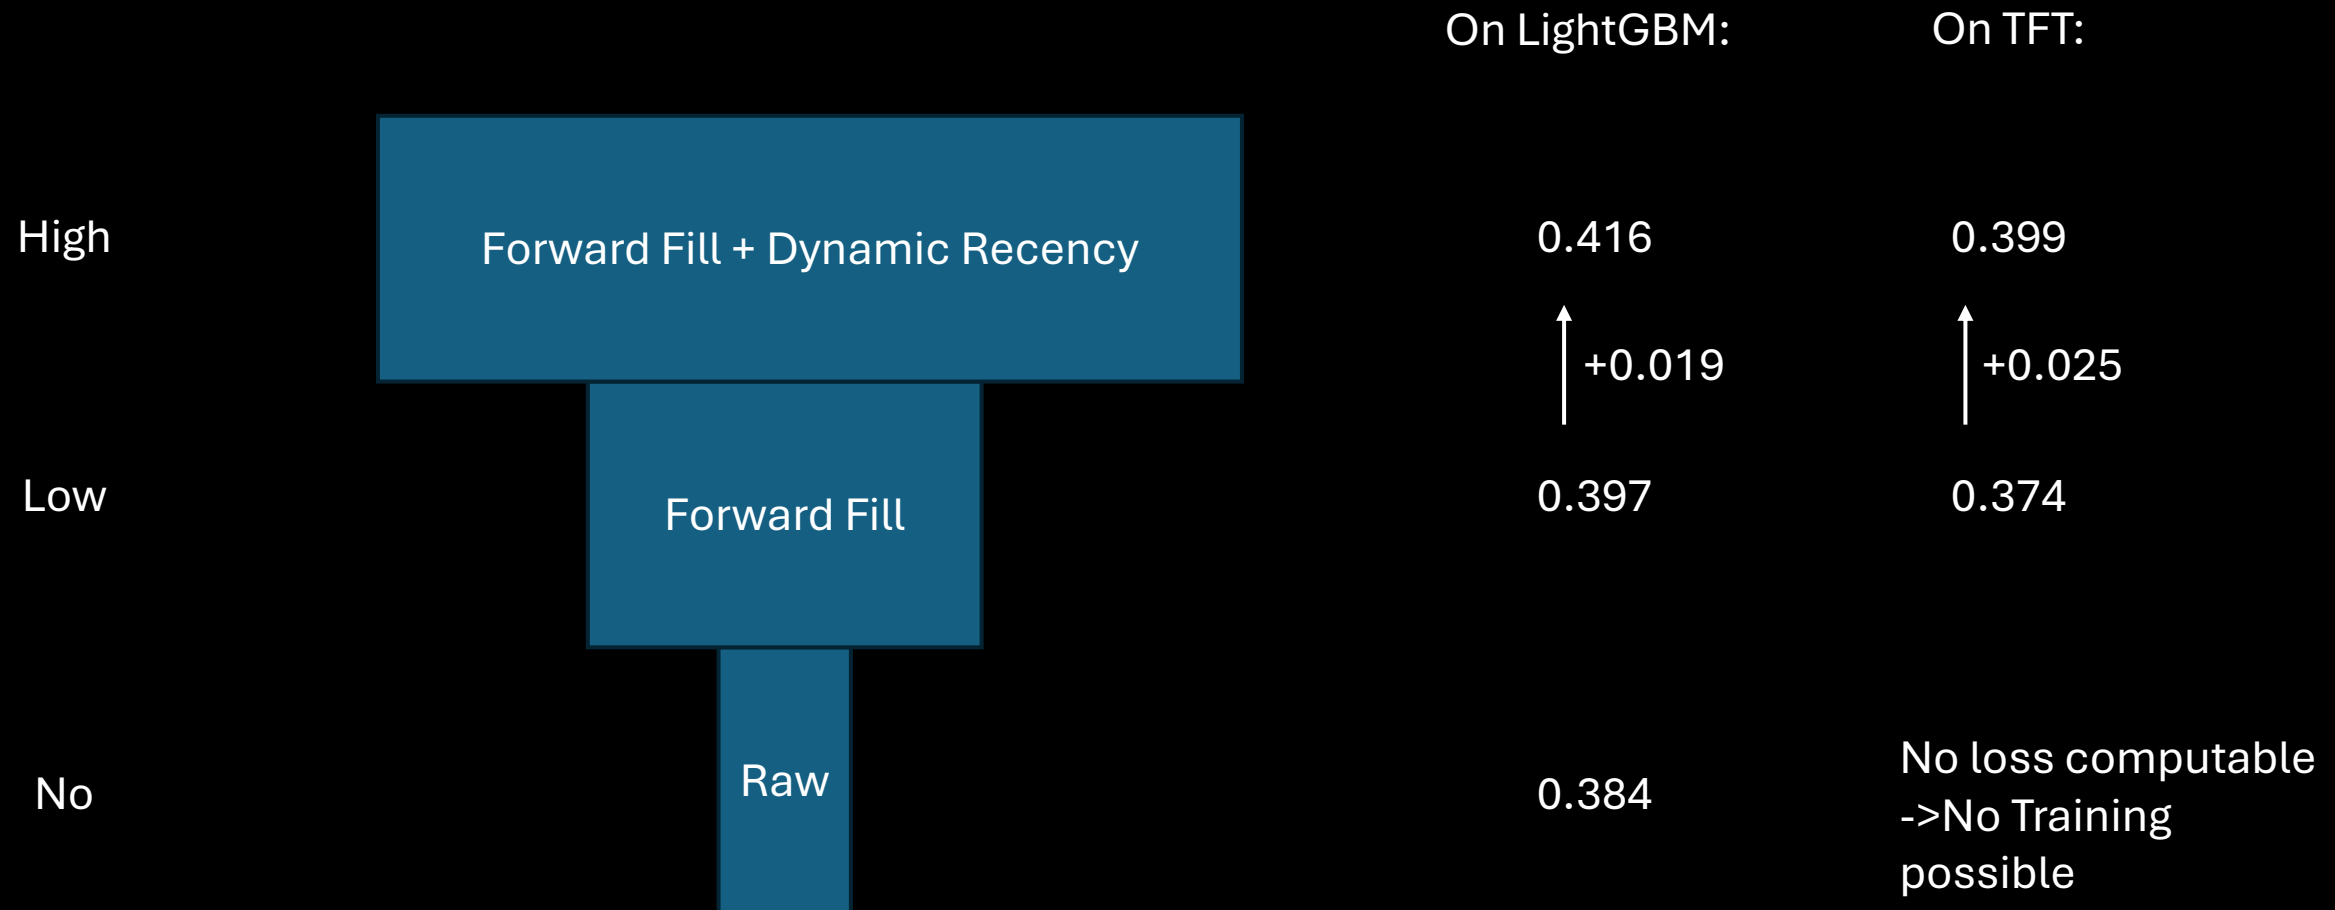 On LightGBM:
On TFT:
High
Forward Fill + Dynamic Recency
0.416
0.399
+0.019
+0.025
Low
Forward Fill
0.397
0.374
No
Raw
0.384
No loss computable
->No Training
possible